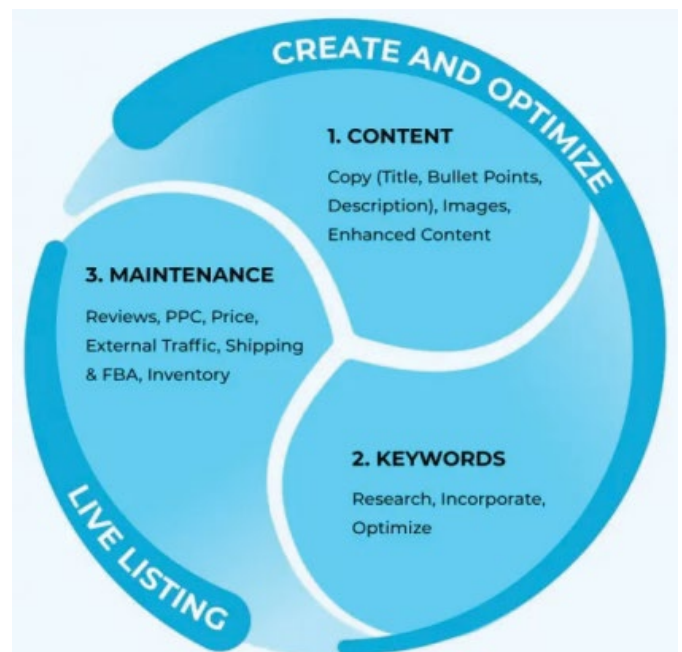 CREATE AND OPTIMIZE
1. CONTENT
Copy (Title, Bullet Points,
Description), Images,
Enhanced Content
3. MAINTENANCE
Reviews, PPC, Price,
External Traffic, Shipping
& FBA, Inventory
2. KEYWORDS
Research, Incorporate,
Optimize
LIVE LISTING